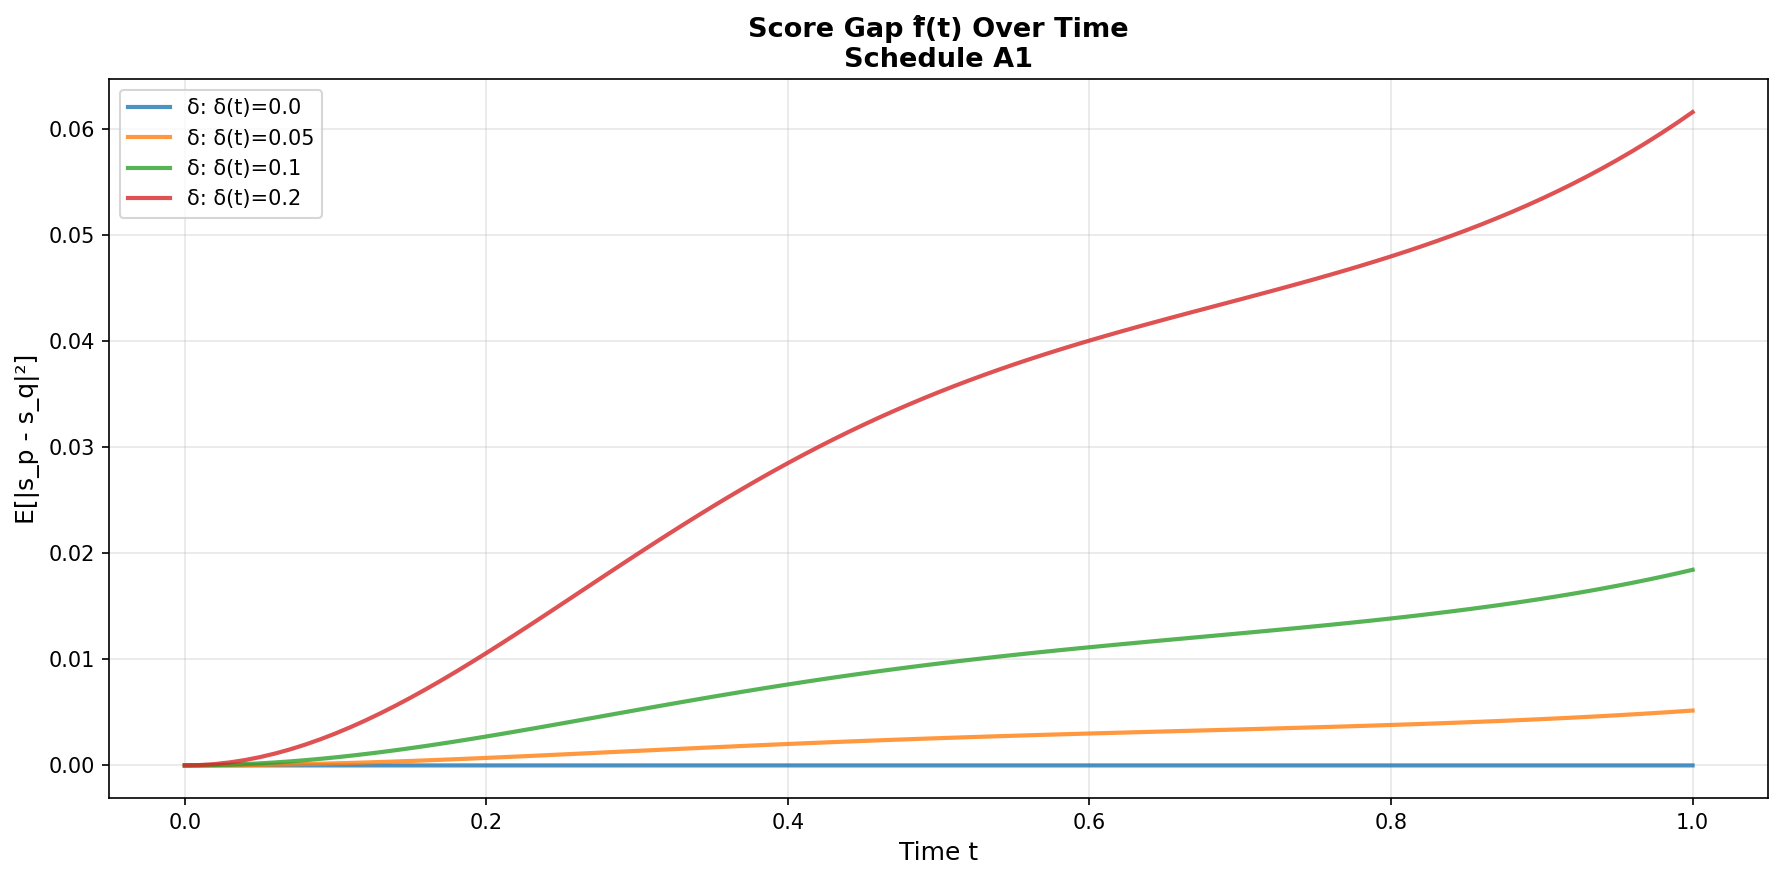 Score Gap f̂(t) Over Time
Schedule A1
δ: δ(t)=0.0
δ: δ(t)=0.05
δ: δ(t)=0.1
δ: δ(t)=0.2
E[|s_p - s_q|²]
0.06
0.05
0.04
0.03
0.02
0.01
0.00
0.0 0.2 0.4 0.6 0.8 1.0
Time t